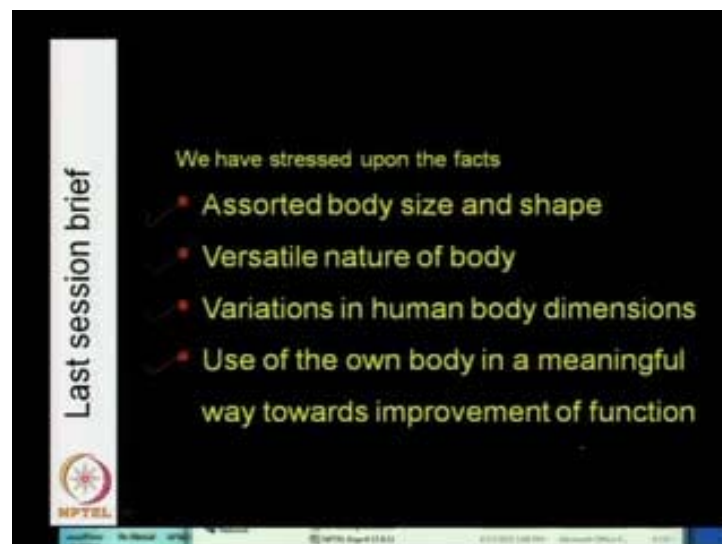 Last session brief
We have stressed upon the facts
Assorted body size and shape
Versatile nature of body
Variations in human body dimensions
Use of the own body in a meaningful
way towards improvement of function
NPTEL